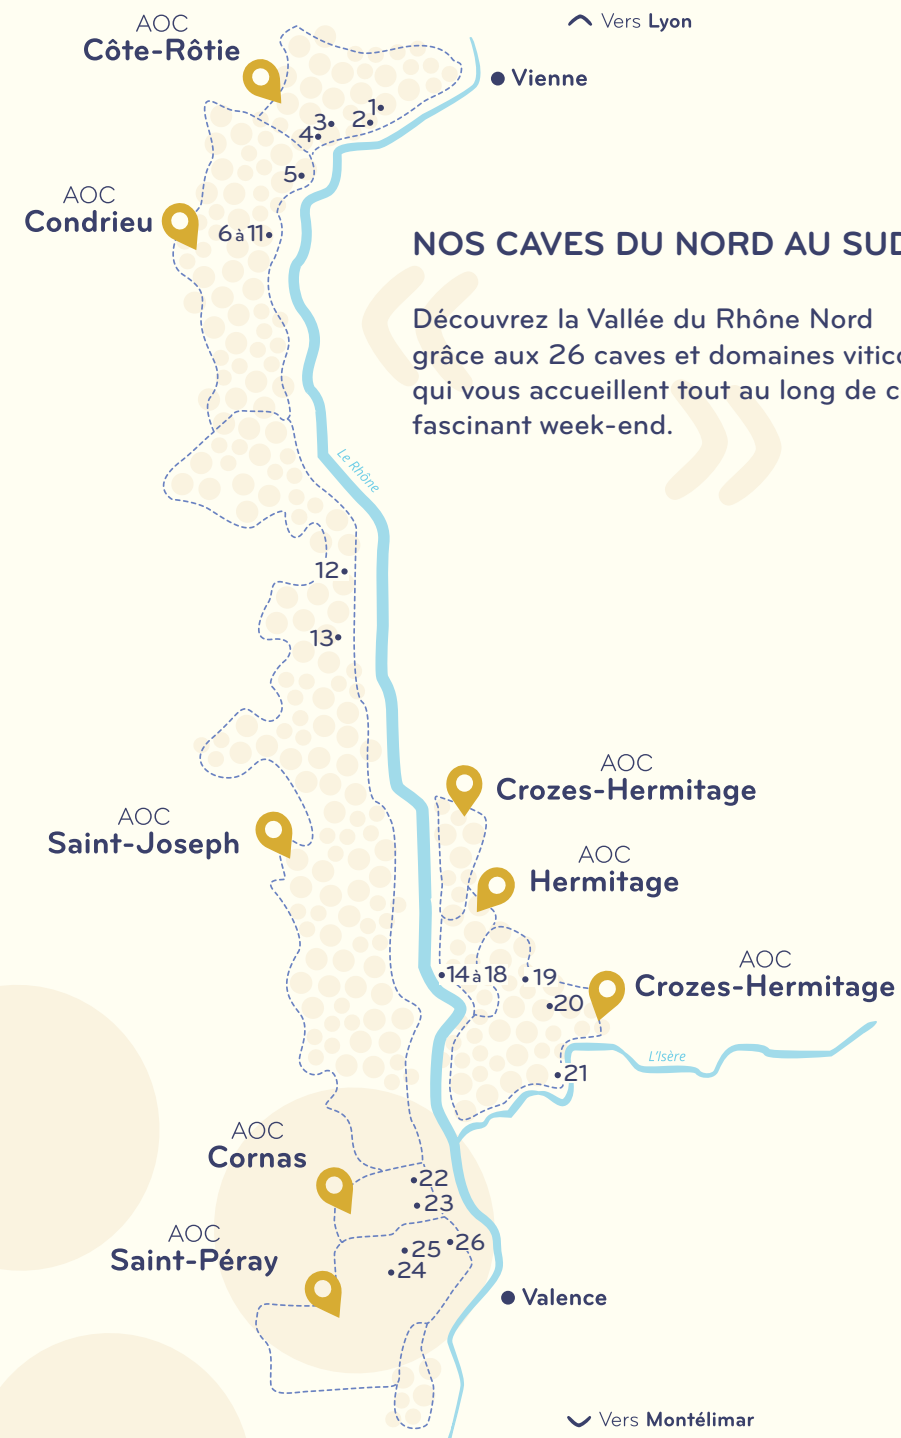 AOC
Côte-Rôtie
Vers Lyon
Vienne
1
2
3
4
5
AOC
Condrieu
6 à 11
NOS CAVES DU NORD AU SUD
Découvrez la Vallée du Rhône Nord
grâce aux 26 caves et domaines vitico
qui vous accueillent tout au long de c
fascinant week-end.
Le Rhône
12
13
AOC
Crozes-Hermitage
AOC
Saint-Joseph
AOC
Hermitage
14 à 18
19
20
AOC
Crozes-Hermitage
L'Isère
21
AOC
Cornas
22
23
AOC
Saint-Péray
25
26
24
Valence
Vers Montélimar